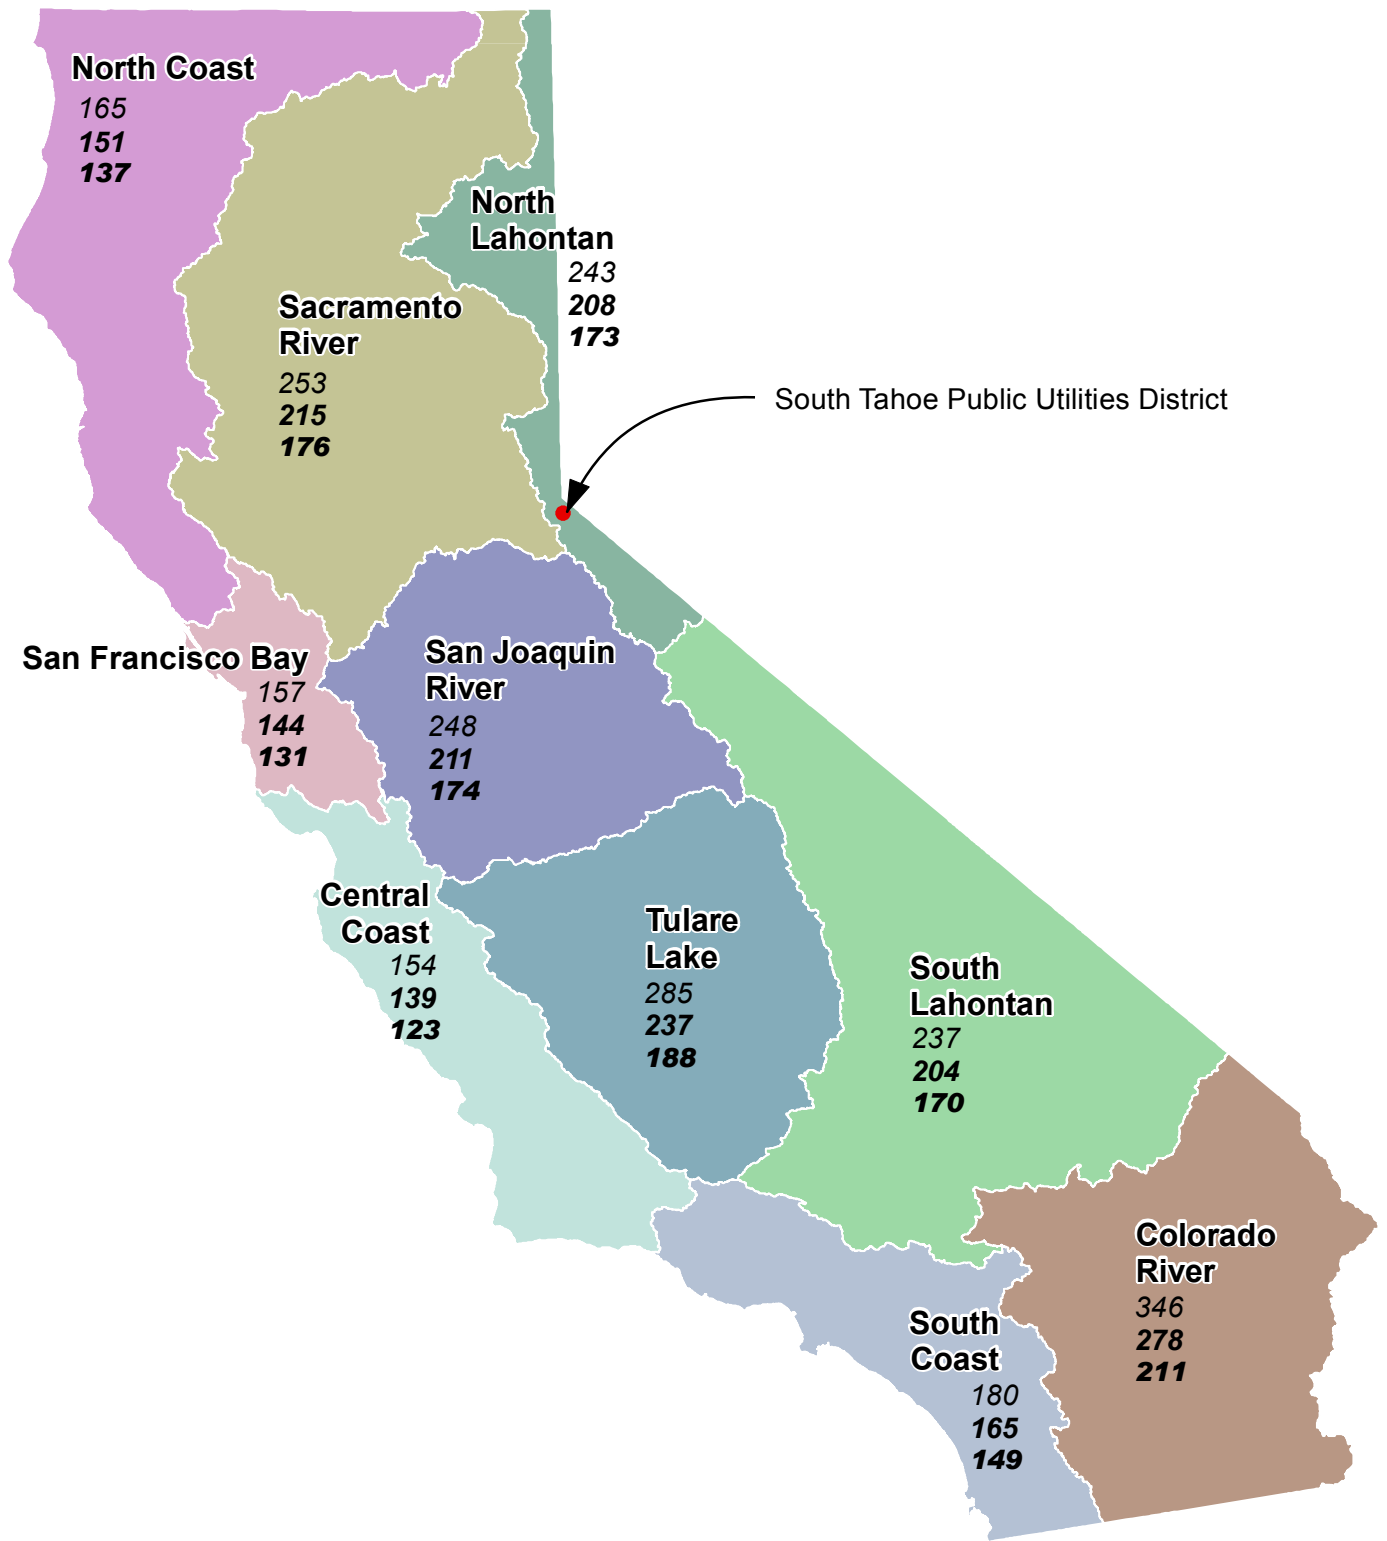 North Coast
165
151
137
North
Lahontan
243
208
173
Sacramento
River
253
215
176
South Tahoe Public Utilities District
San Francisco Bay
157
144
131
San Joaquin
River
248
211
174
Central
Coast
154
139
123
Tulare
Lake
285
237
188
South
Lahontan
237
204
170
Colorado
River
346
278
211
South
Coast
180
165
149